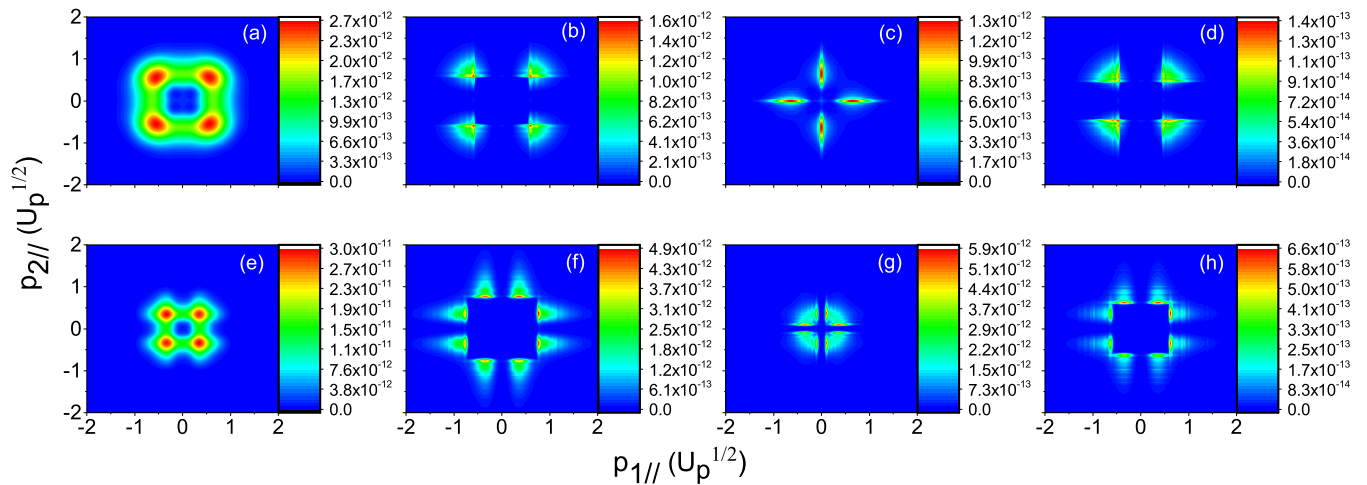 2
1
0
-1
-2
(a)
2.7x10⁻¹²
2.3x10⁻¹²
2.0x10⁻¹²
1.7x10⁻¹²
1.3x10⁻¹²
9.9x10⁻¹³
6.6x10⁻¹³
3.3x10⁻¹³
0.0
(b)
1.6x10⁻¹²
1.4x10⁻¹²
1.2x10⁻¹²
1.0x10⁻¹²
8.2x10⁻¹³
6.1x10⁻¹³
4.1x10⁻¹³
2.0x10⁻¹³
0.0
(c)
1.3x10⁻¹²
1.2x10⁻¹²
9.9x10⁻¹³
8.3x10⁻¹³
6.6x10⁻¹³
5.0x10⁻¹³
3.3x10⁻¹³
1.7x10⁻¹³
0.0
(d)
1.4x10⁻¹³
1.3x10⁻¹³
1.1x10⁻¹³
9.1x10⁻¹⁴
7.2x10⁻¹⁴
5.4x10⁻¹⁴
3.6x10⁻¹⁴
1.8x10⁻¹⁴
0.0
p₂// (Uₚ^1/2)
2
1
0
-1
-2
(e)
3.0x10⁻¹¹
2.7x10⁻¹¹
2.3x10⁻¹¹
1.9x10⁻¹¹
1.5x10⁻¹¹
1.1x10⁻¹¹
7.6x10⁻¹²
3.8x10⁻¹²
0.0
(f)
4.9x10⁻¹²
4.3x10⁻¹²
3.7x10⁻¹²
3.1x10⁻¹²
2.5x10⁻¹²
1.8x10⁻¹²
1.2x10⁻¹²
6.1x10⁻¹³
0.0
(g)
5.9x10⁻¹²
5.1x10⁻¹²
4.4x10⁻¹²
3.7x10⁻¹²
2.9x10⁻¹²
2.2x10⁻¹²
1.5x10⁻¹²
7.3x10⁻¹³
0.0
(h)
6.6x10⁻¹³
5.8x10⁻¹³
5.0x10⁻¹³
4.1x10⁻¹³
3.3x10⁻¹³
2.5x10⁻¹³
1.7x10⁻¹³
8.3x10⁻¹⁴
0.0
-2 -1 0 1 2
-2 -1 0 1 2
-2 -1 0 1 2
-2 -1 0 1 2
p₁// (Uₚ^1/2)